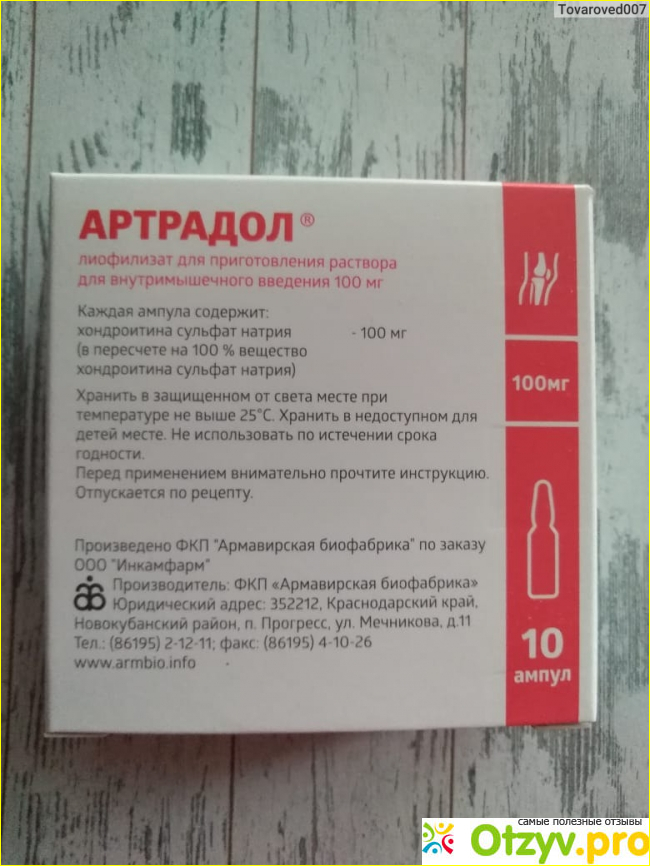 Tovaroved007
АРТРАДОЛ®
лиофилизат для приготовления раствора
для внутримышечного введения 100 мг
Каждая ампула содержит:
хондроитина сульфат натрия - 100 мг
(в пересчете на 100 % вещество
хондроитина сульфат натрия)
Хранить в защищенном от света месте при
температуре не выше 25°С. Хранить в недоступном для
детей месте. Не использовать по истечении срока
годности.
Перед применением внимательно прочтите инструкцию.
Отпускается по рецепту.
Произведено ФКП "Армавирская биофабрика" по заказу
ООО "Инкамфарм"
Производитель: ФКП «Армавирская биофабрика»
Юридический адрес: 352212, Краснодарский край,
Новокубанский район, п. Прогресс, ул. Мечникова, д.11
Тел.: (86195) 2-12-11; факс: (86195) 4-10-26
www.armbio.info
100мг
10
ампул
самые полезные отзывы
Otzyv.pro